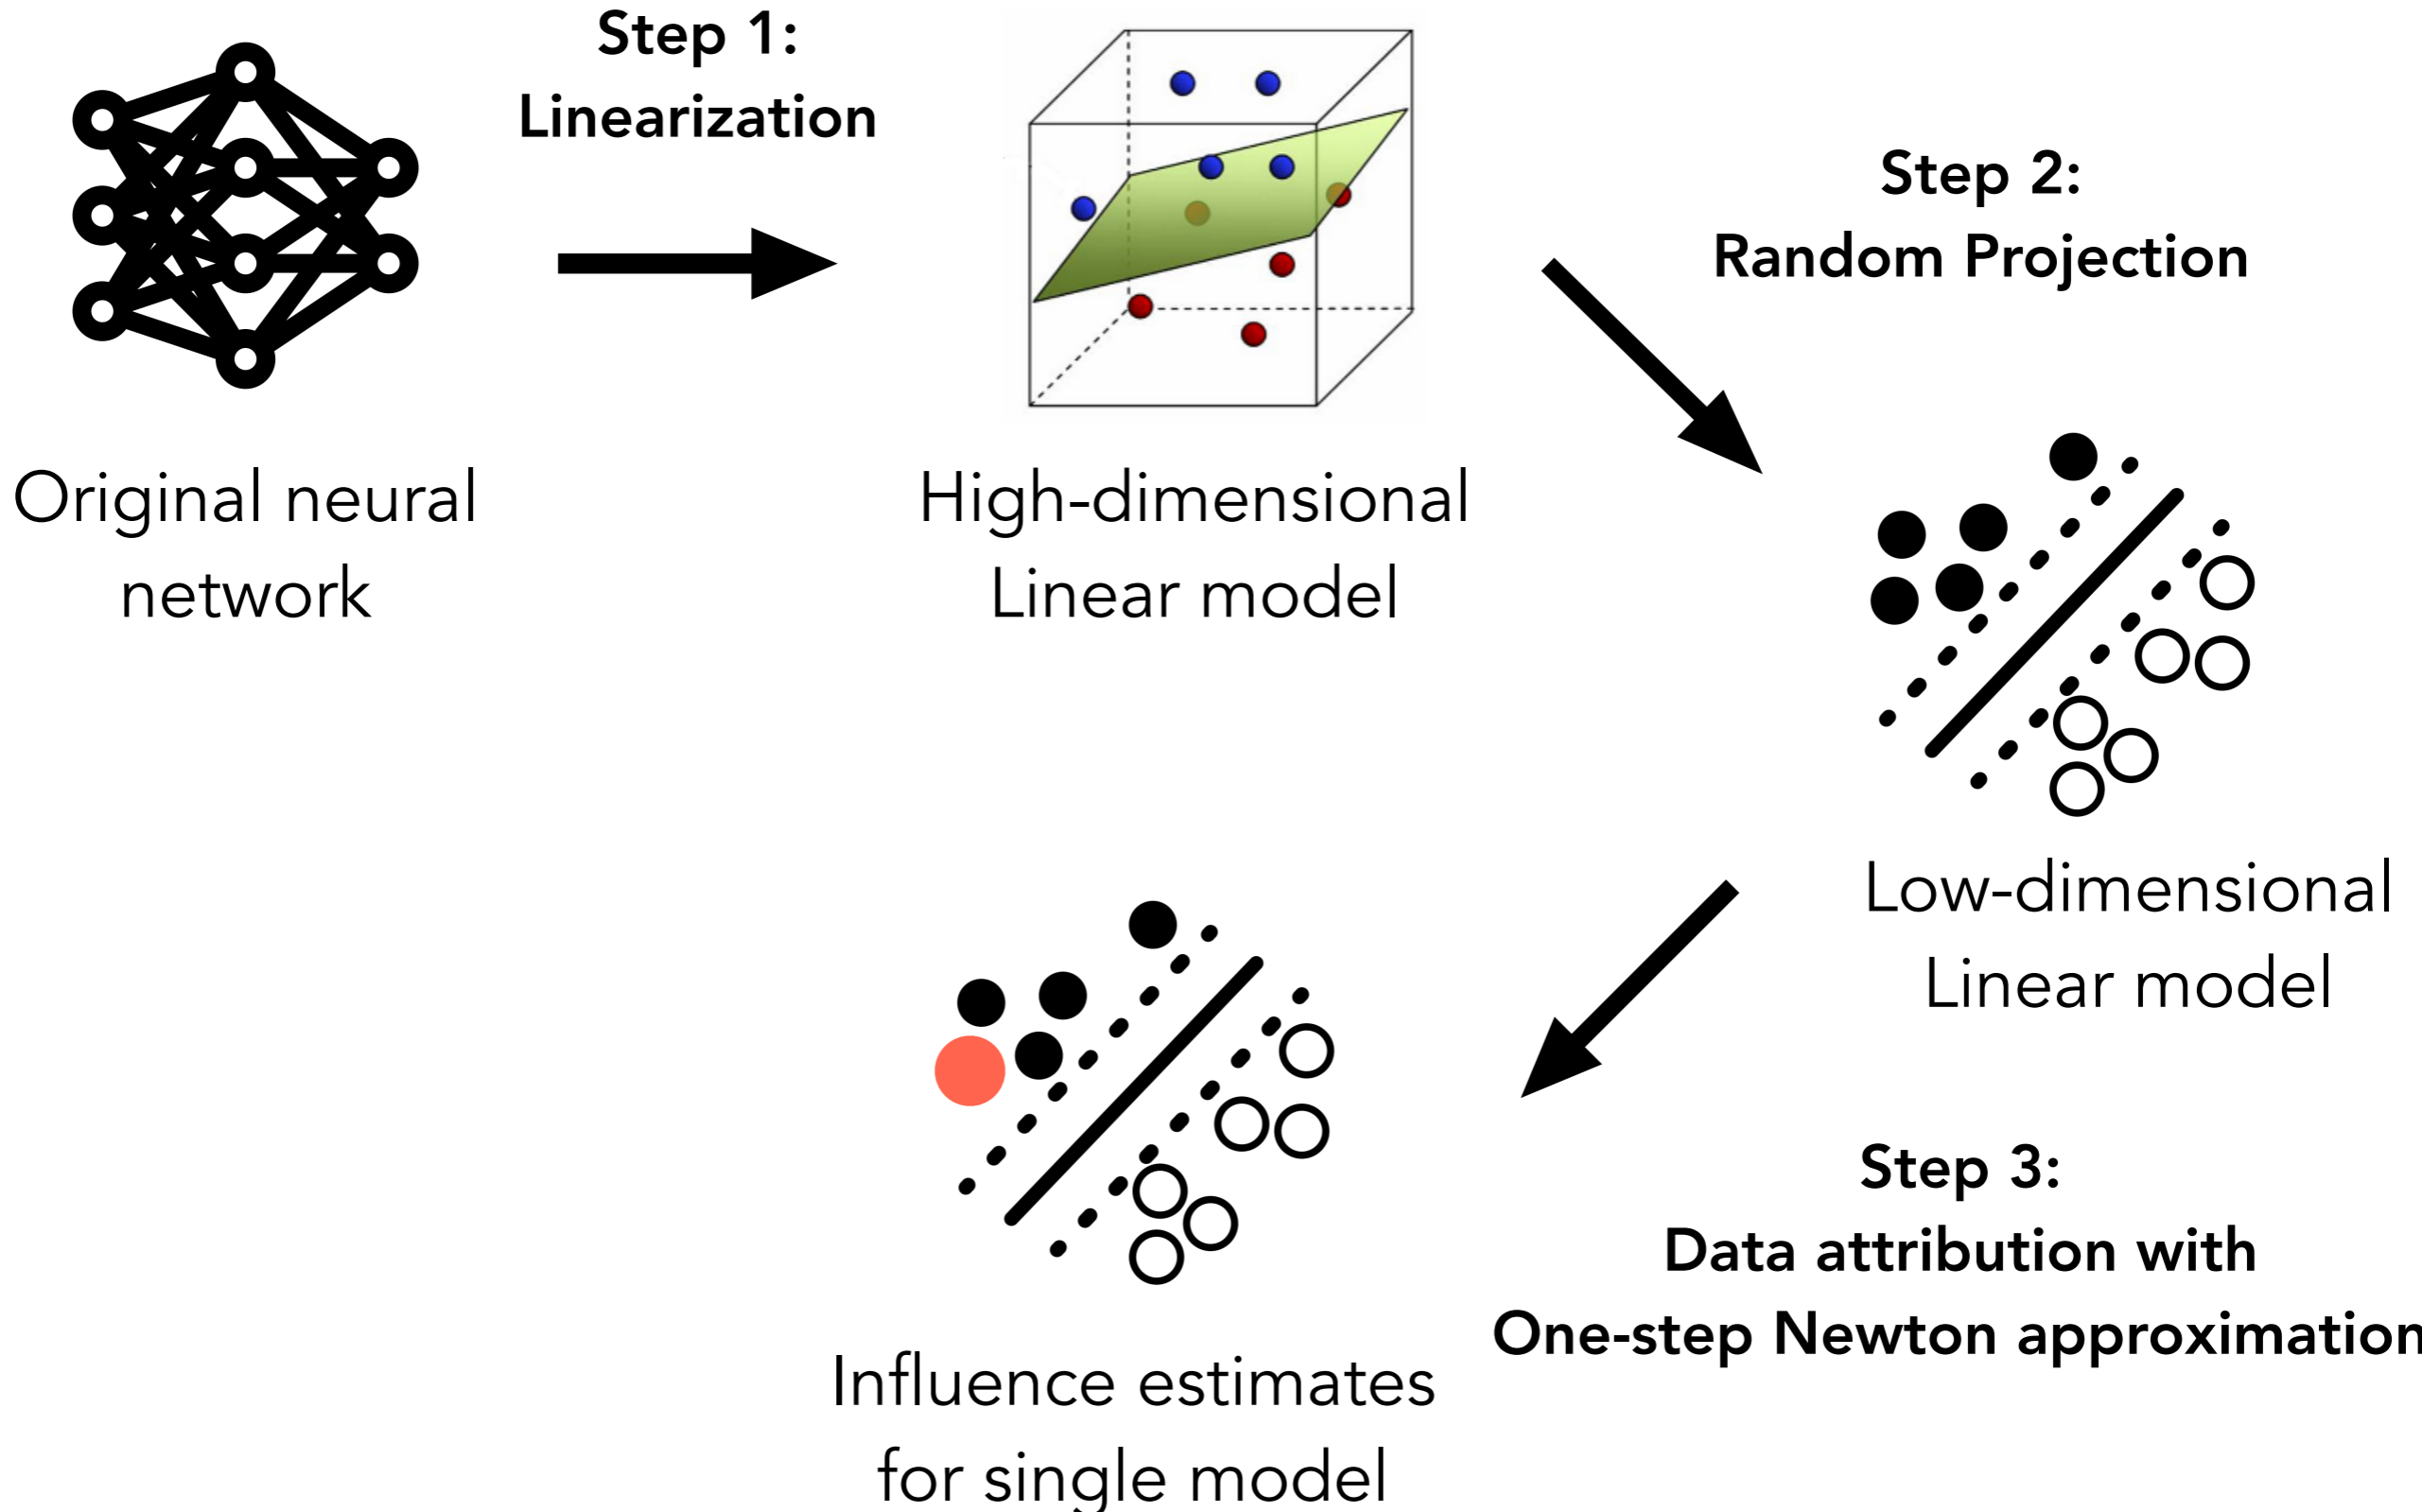 Step 1:
Linearization
Original neural
network
High-dimensional
Linear model
Step 2:
Random Projection
Low-dimensional
Linear model
Step 3:
Data attribution with
One-step Newton approximation
Influence estimates
for single model